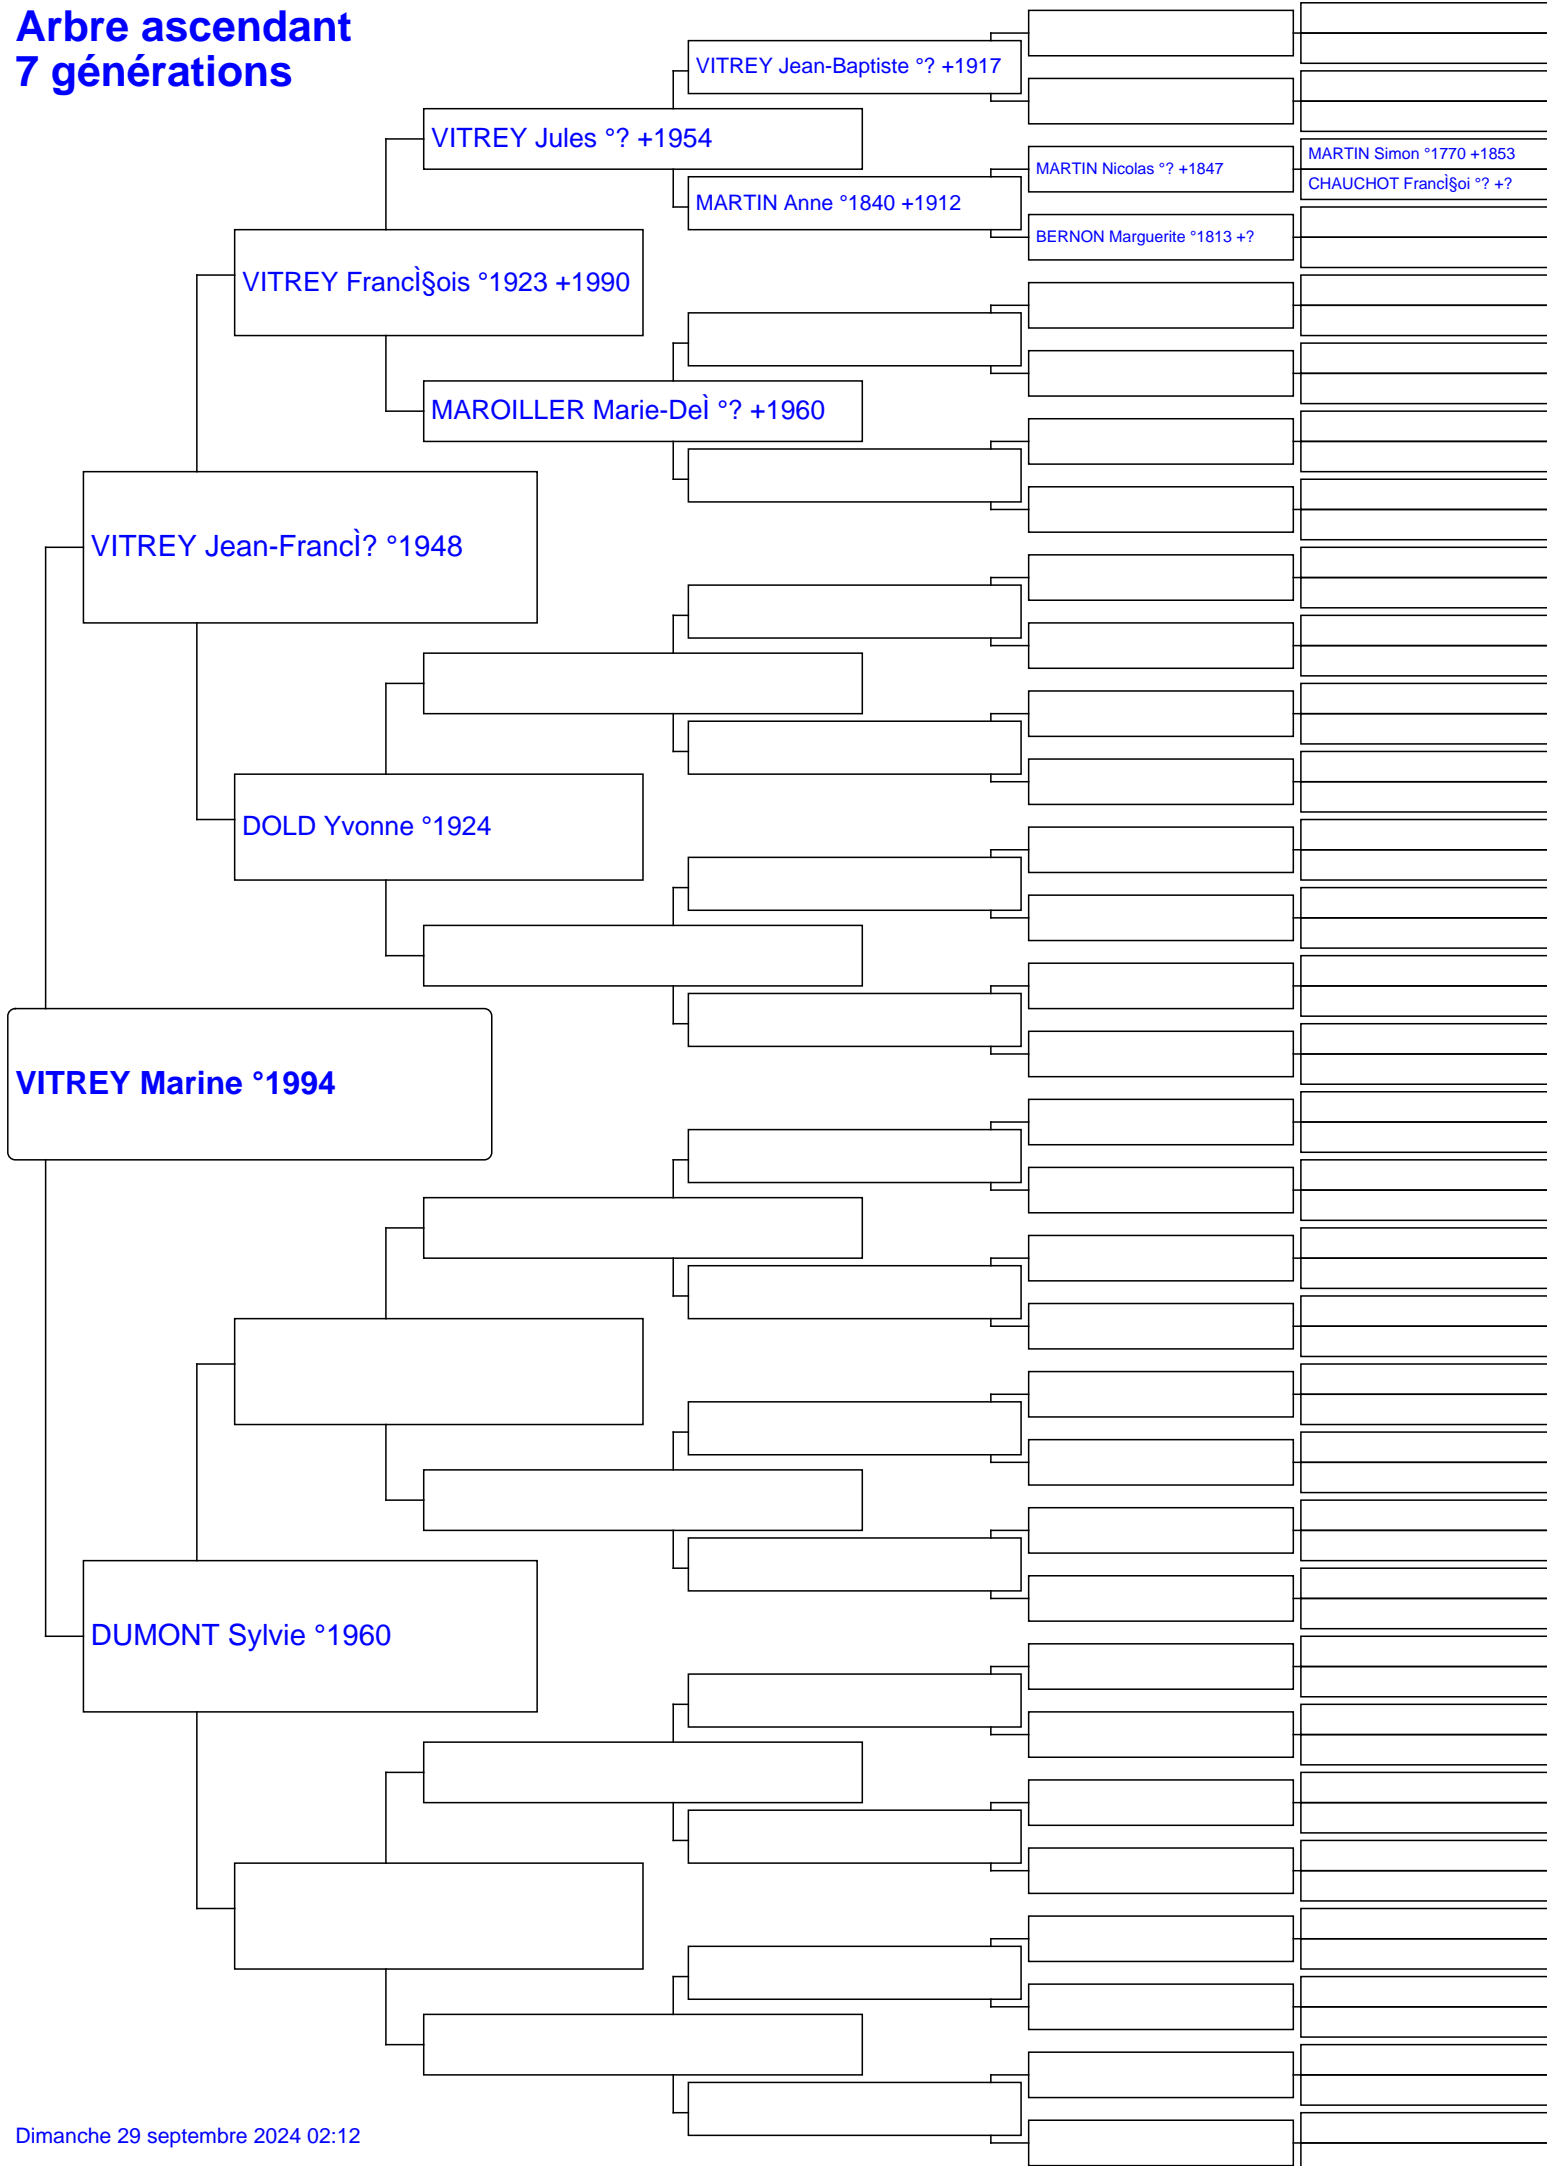 Arbre ascendant
7 générations
VITREY Jean-Baptiste °? +1917
VITREY Jules °? +1954
MARTIN Simon °1770 +1853
MARTIN Nicolas °? +1847
CHAUCHOT FrancÌ§oi °? +?
MARTIN Anne °1840 +1912
BERNON Marguerite °1813 +?
VITREY FrancÌ§ois °1923 +1990
MAROILLER Marie-DeÌ °? +1960
VITREY Jean-FrancÌ? °1948
DOLD Yvonne °1924
VITREY Marine °1994
DUMONT Sylvie °1960
Dimanche 29 septembre 2024 02:12